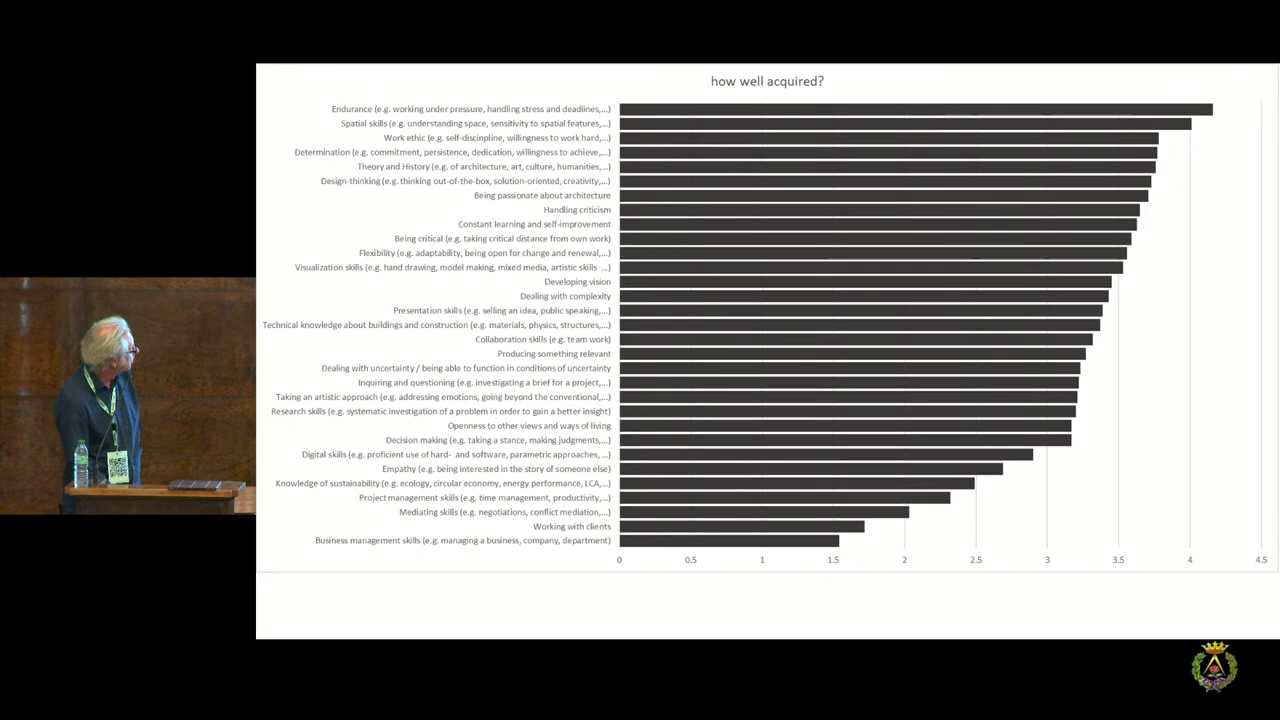 how well acquired?
Endurance (e.g. working under pressure, handling stress and deadlines,...)
Spatial skills (e.g. understanding space, sensitivity to spatial features,...)
Work ethic (e.g. self-discipline, willingness to work hard,...)
Determination (e.g. commitment, persistence, dedication, willingness to achieve,...)
Theory and History (e.g. of architecture, art, culture, humanities,...)
Design-thinking (e.g. thinking out-of-the-box, solution-oriented, creativity,...)
Being passionate about architecture
Handling criticism
Constant learning and self-improvement
Being critical (e.g. taking critical distance from own work)
Flexibility (e.g. adaptability, being open for change and renewal,...)
Visualization skills (e.g. hand drawing, model making, mixed media, artistic skills ...)
Developing vision
Dealing with complexity
Presentation skills (e.g. selling an idea, public speaking,...)
Technical knowledge about buildings and construction (e.g. materials, physics, structures,...)
Collaboration skills (e.g. team work)
Producing something relevant
Dealing with uncertainty / being able to function in conditions of uncertainty
Inquiring and questioning (e.g. investigating a brief for a project,...)
Taking an artistic approach (e.g. addressing emotions, going beyond the conventional,...)
Research skills (e.g. systematic investigation of a problem in order to gain a better insight)
Openness to other views and ways of living
Decision making (e.g. taking a stance, making judgments,...)
Digital skills (e.g. proficient use of hard- and software, parametric approaches, ...)
Empathy (e.g. being interested in the story of someone else)
Knowledge of sustainability (e.g. ecology, circular economy, energy performance, LCA,...)
Project management skills (e.g. time management, productivity,...)
Mediating skills (e.g. negotiations, conflict mediation,...)
Working with clients
Business management skills (e.g. managing a business, company, department)
0 0.5 1 1.5 2 2.5 3 3.5 4 4.5